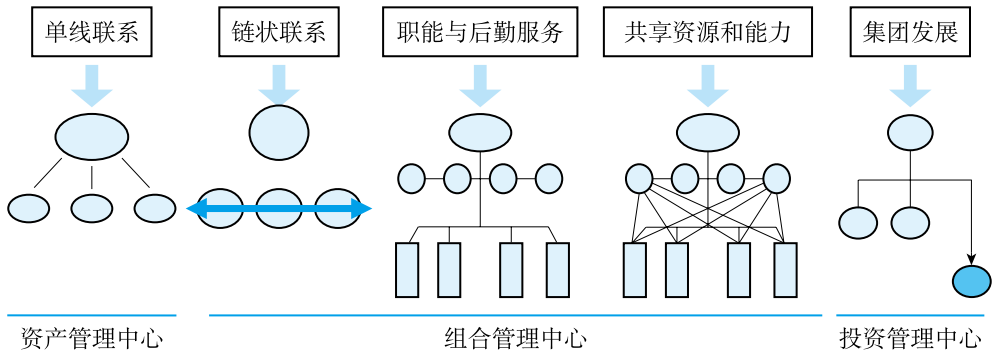 单线联系
链状联系
职能与后勤服务
共享资源和能力
集团发展
资产管理中心
组合管理中心
投资管理中心